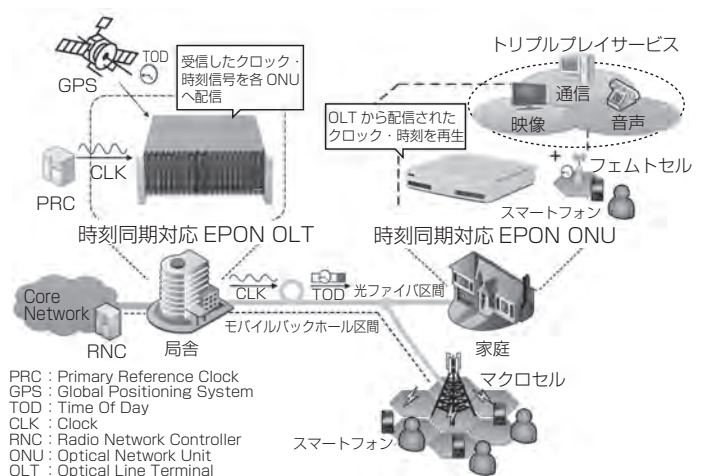 TOD
GPS
受信したクロック・
時刻信号を各 ONU
へ配信
PRC
CLK
時刻同期対応 EPON OLT
トリプルプレイサービス
通信
映像
音声
OLT から配信された
クロック・時刻を再生
+
フェムトセル
スマートフォン
時刻同期対応 EPON ONU
Core
Network
RNC
局舎
CLK
TOD
光ファイバ区間
モバイルバックホール区間
家庭
マクロセル
スマートフォン
PRC : Primary Reference Clock
GPS : Global Positioning System
TOD : Time Of Day
CLK : Clock
RNC : Radio Network Controller
ONU : Optical Network Unit
OLT : Optical Line Terminal